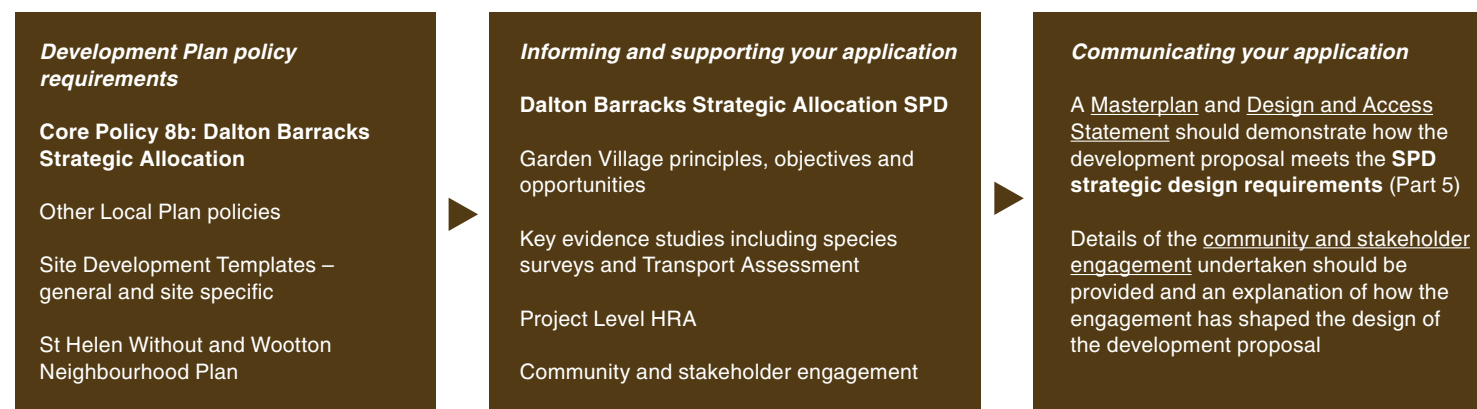 Development Plan policy
requirements
Core Policy 8b: Dalton Barracks
Strategic Allocation
Other Local Plan policies
Site Development Templates –
general and site specific
St Helen Without and Wootton
Neighbourhood Plan
Informing and supporting your application
Dalton Barracks Strategic Allocation SPD
Garden Village principles, objectives and
opportunities
Key evidence studies including species
surveys and Transport Assessment
Project Level HRA
Community and stakeholder engagement
Communicating your application
A Masterplan and Design and Access
Statement should demonstrate how the
development proposal meets the SPD
strategic design requirements (Part 5)
Details of the community and stakeholder
engagement undertaken should be
provided and an explanation of how the
engagement has shaped the design of
the development proposal